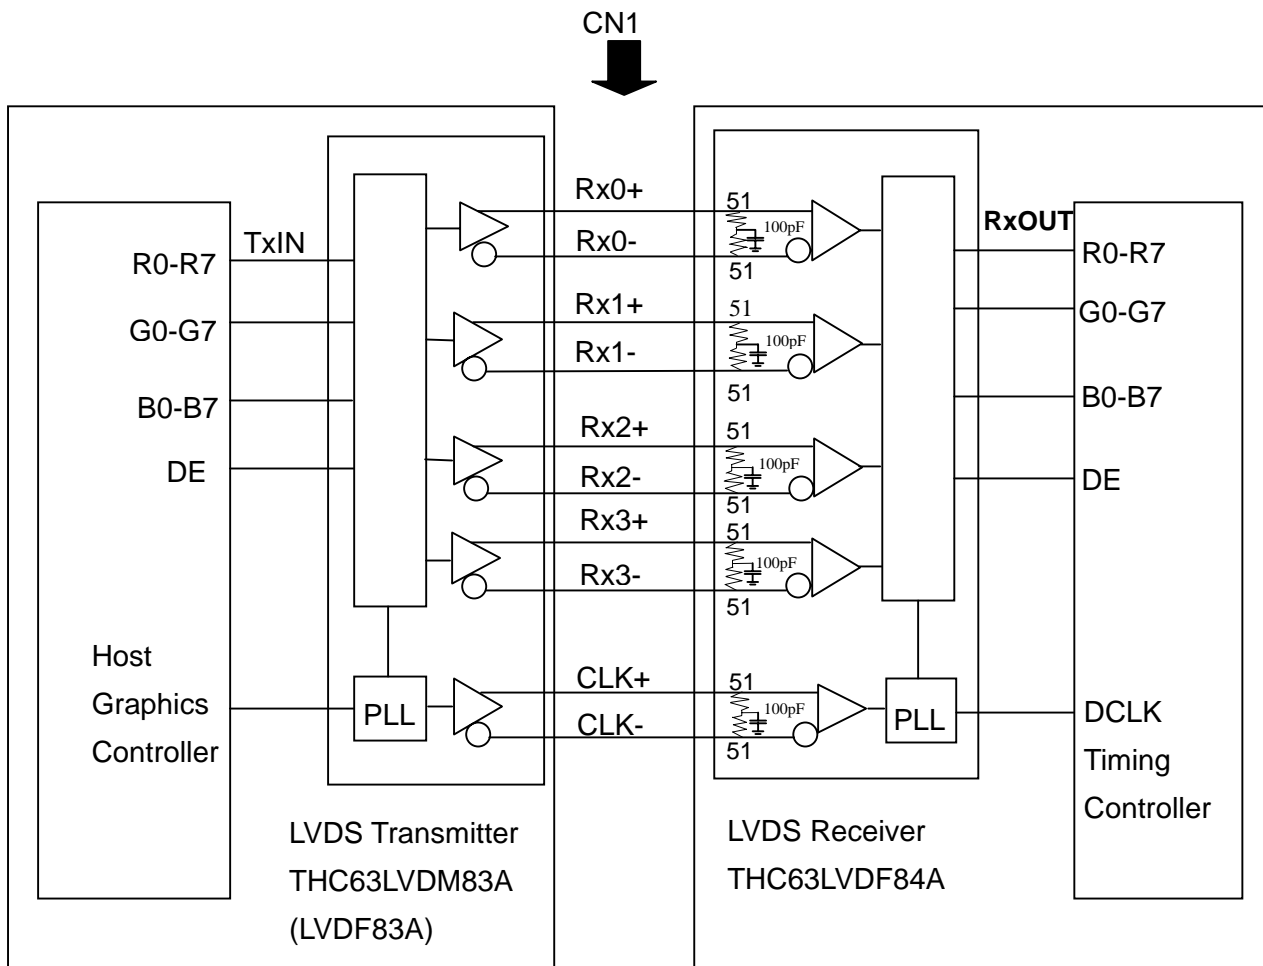 CN1
TxIN
R0-R7
G0-G7
B0-B7
DE
Host
Graphics
Controller
PLL
LVDS Transmitter
THC63LVDM83A
(LVDF83A)
Rx0+
Rx0-
Rx1+
Rx1-
Rx2+
Rx2-
Rx3+
Rx3-
CLK+
CLK-
51
100pF
51
51
100pF
51
51
100pF
51
51
100pF
51
51
100pF
51
PLL
LVDS Receiver
THC63LVDF84A
RxOUT
R0-R7
G0-G7
B0-B7
DE
DCLK
Timing
Controller